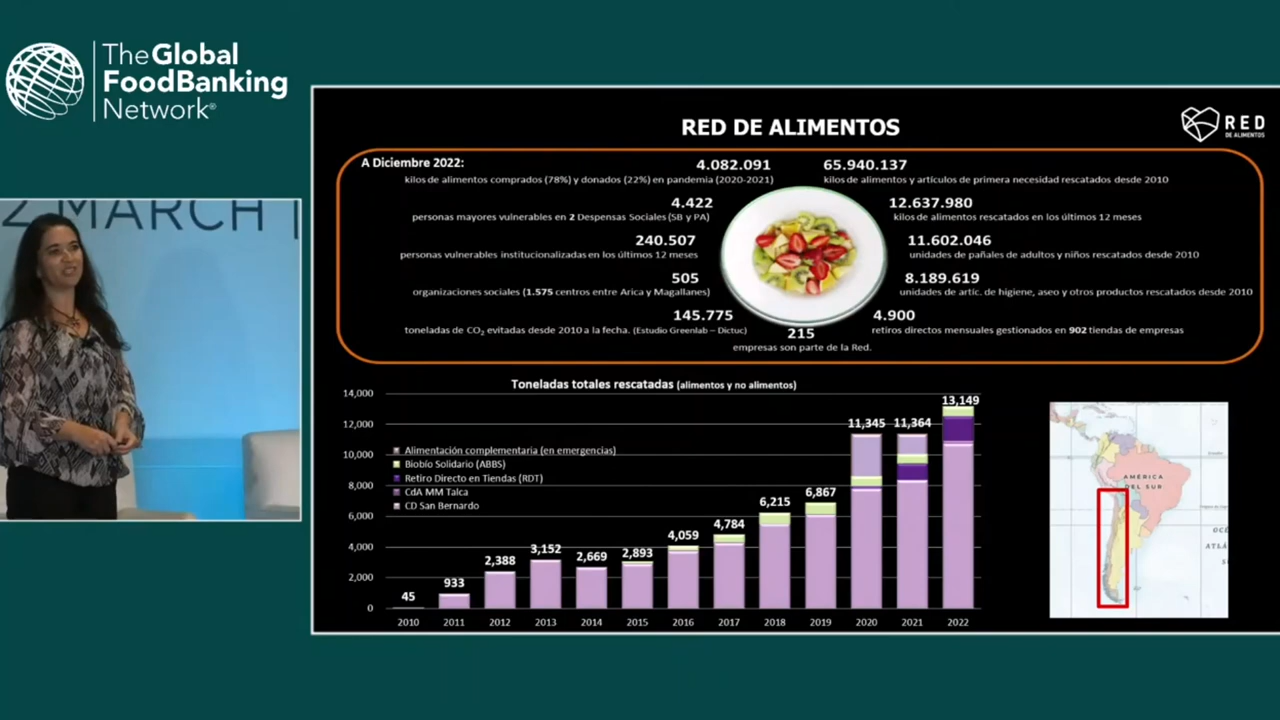 The Global
FoodBanking
Network®
2 MARCH |
RED DE ALIMENTOS
RED
DE ALIMENTOS
A Diciembre 2022:
4.082.091
kilos de alimentos comprados (78%) y donados (22%) en pandemia (2020-2021)
4.422
personas mayores vulnerables en 2 Despensas Sociales (SB y PA)
240.507
personas vulnerables institucionalizadas en los últimos 12 meses
505
organizaciones sociales (1.575 centros entre Arica y Magallanes)
145.775
toneladas de CO2 evitadas desde 2010 a la fecha. (Estudio Greenlab – Dictuc)
65.940.137
kilos de alimentos y artículos de primera necesidad rescatados desde 2010
12.637.980
kilos de alimentos rescatados en los últimos 12 meses
11.602.046
unidades de pañales de adultos y niños rescatados desde 2010
8.189.619
unidades de artíc. de higiene, aseo y otros productos rescatados desde 2010
4.900
retiros directos mensuales gestionados en 902 tiendas de empresas
215
empresas son parte de la Red.
Toneladas totales rescatadas (alimentos y no alimentos)
14,000
12,000
10,000
8,000
6,000
4,000
2,000
0
Alimentación complementaria (en emergencias)
Biobío Solidario (ABBS)
Retiro Directo en Tiendas (RDT)
CdA MM Talca
CD San Bernardo
45
933
2,388
3,152
2,669
2,893
4,059
4,784
6,215
6,867
11,345
11,364
13,149
2010 2011 2012 2013 2014 2015 2016 2017 2018 2019 2020 2021 2022
AMÉRICA
DEL SUR